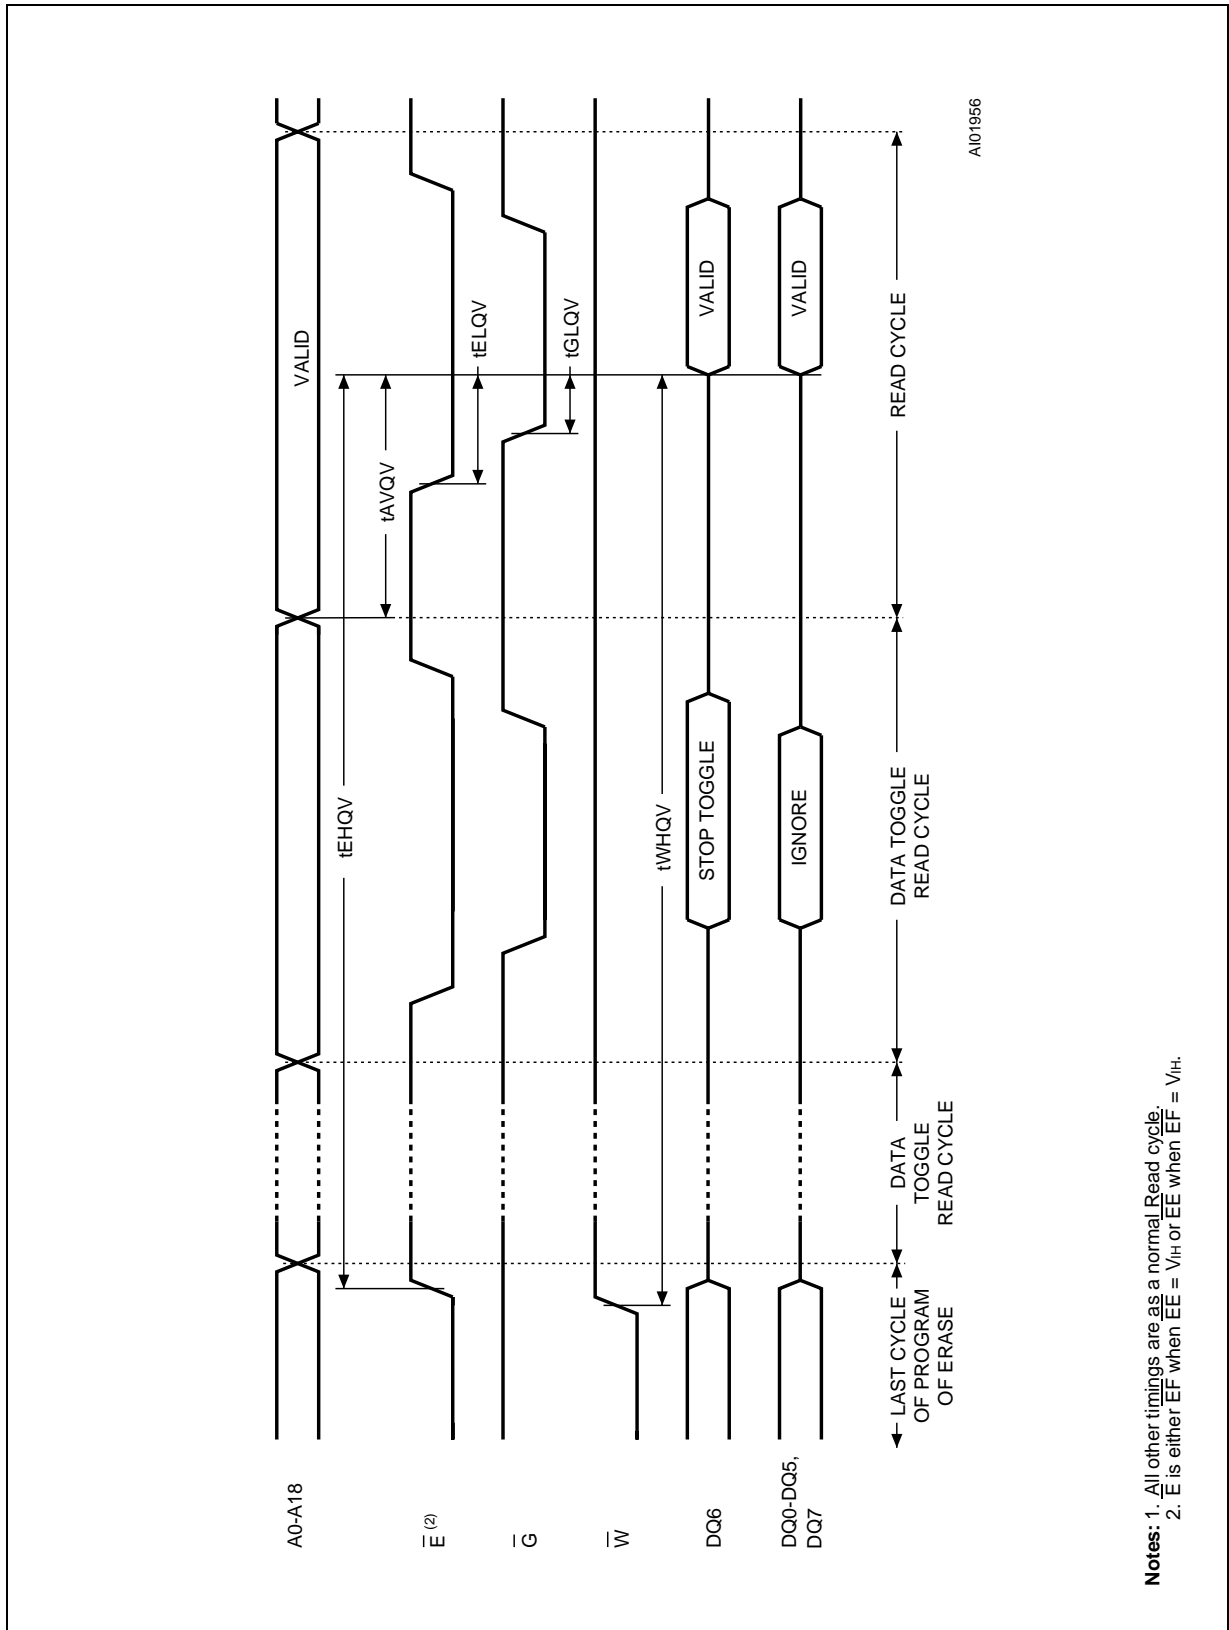 A0-A18
VALID
tEHQV
tAVQV
E (2)
tELQV
G
tGLQV
W
tWHQV
DQ6
STOP TOGGLE
VALID
DQ0-DQ5,
DQ7
IGNORE
VALID
LAST CYCLE
OF PROGRAM
OF ERASE
DATA
TOGGLE
READ CYCLE
DATA TOGGLE
READ CYCLE
READ CYCLE
AI01956
Notes: 1. All other timings are as a normal Read cycle.
2. E is either EF when EE = VIH or EE when EF = VIH.